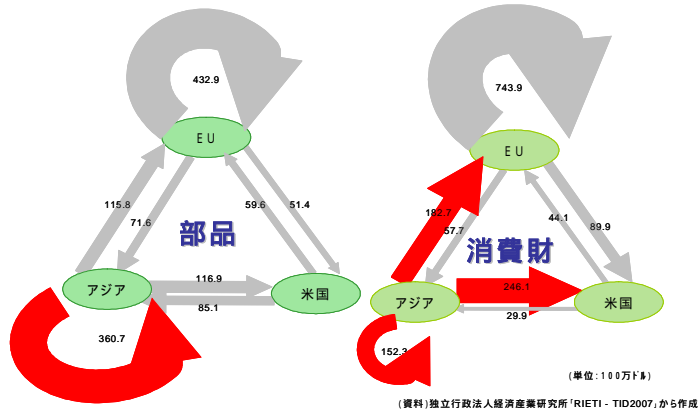 432.9
743.9
EU
EU
115.8
71.6
59.6
51.4
部品
182.7
57.7
44.1
89.9
消費財
アジア
116.9
85.1
米国
アジア
246.1
29.9
米国
360.7
152.3
(単位:100万ドル)
(資料)独立行政法人経済産業研究所「RIETI - TID2007」から作成